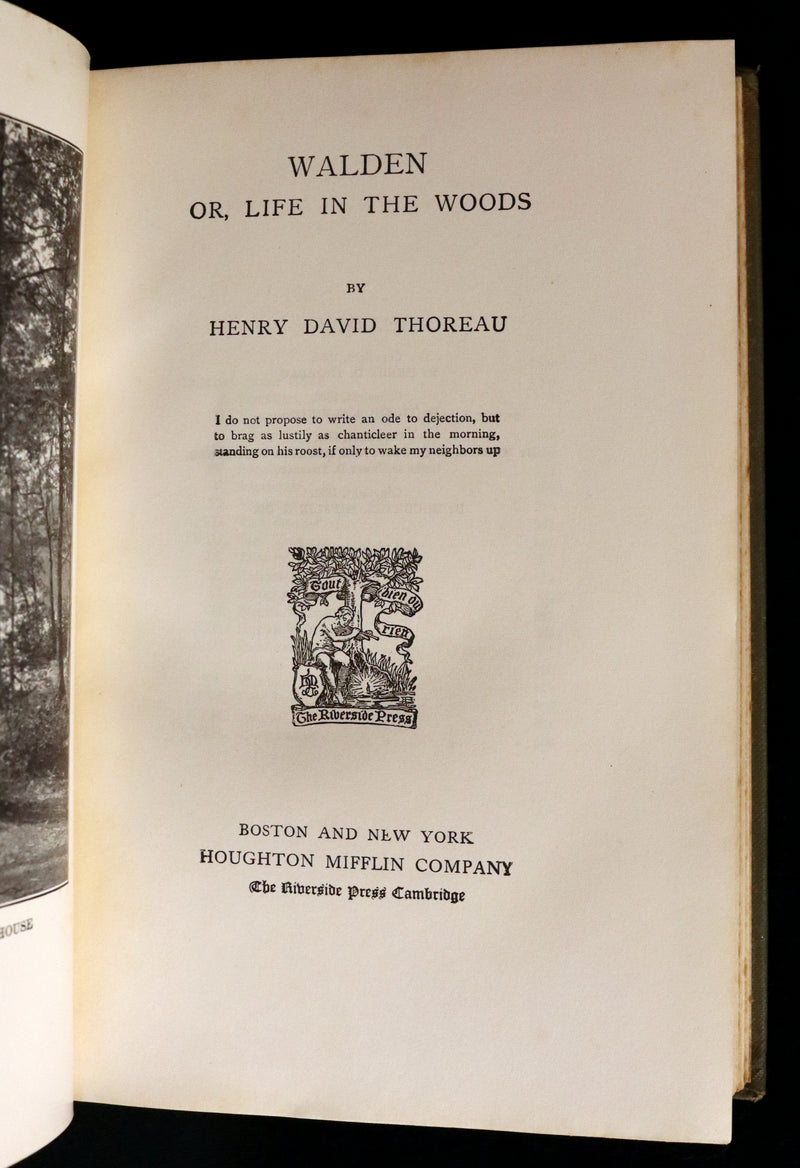 WALDEN
OR, LIFE IN THE WOODS
BY
HENRY DAVID THOREAU
I do not propose to write an ode to dejection, but
to brag as lustily as chanticleer in the morning,
standing on his roost, if only to wake my neighbors up
Tout
bien ou
rien
The Riverside Press
BOSTON AND NEW YORK
HOUGHTON MIFFLIN COMPANY
The Riverside Press Cambridge
HOUSE